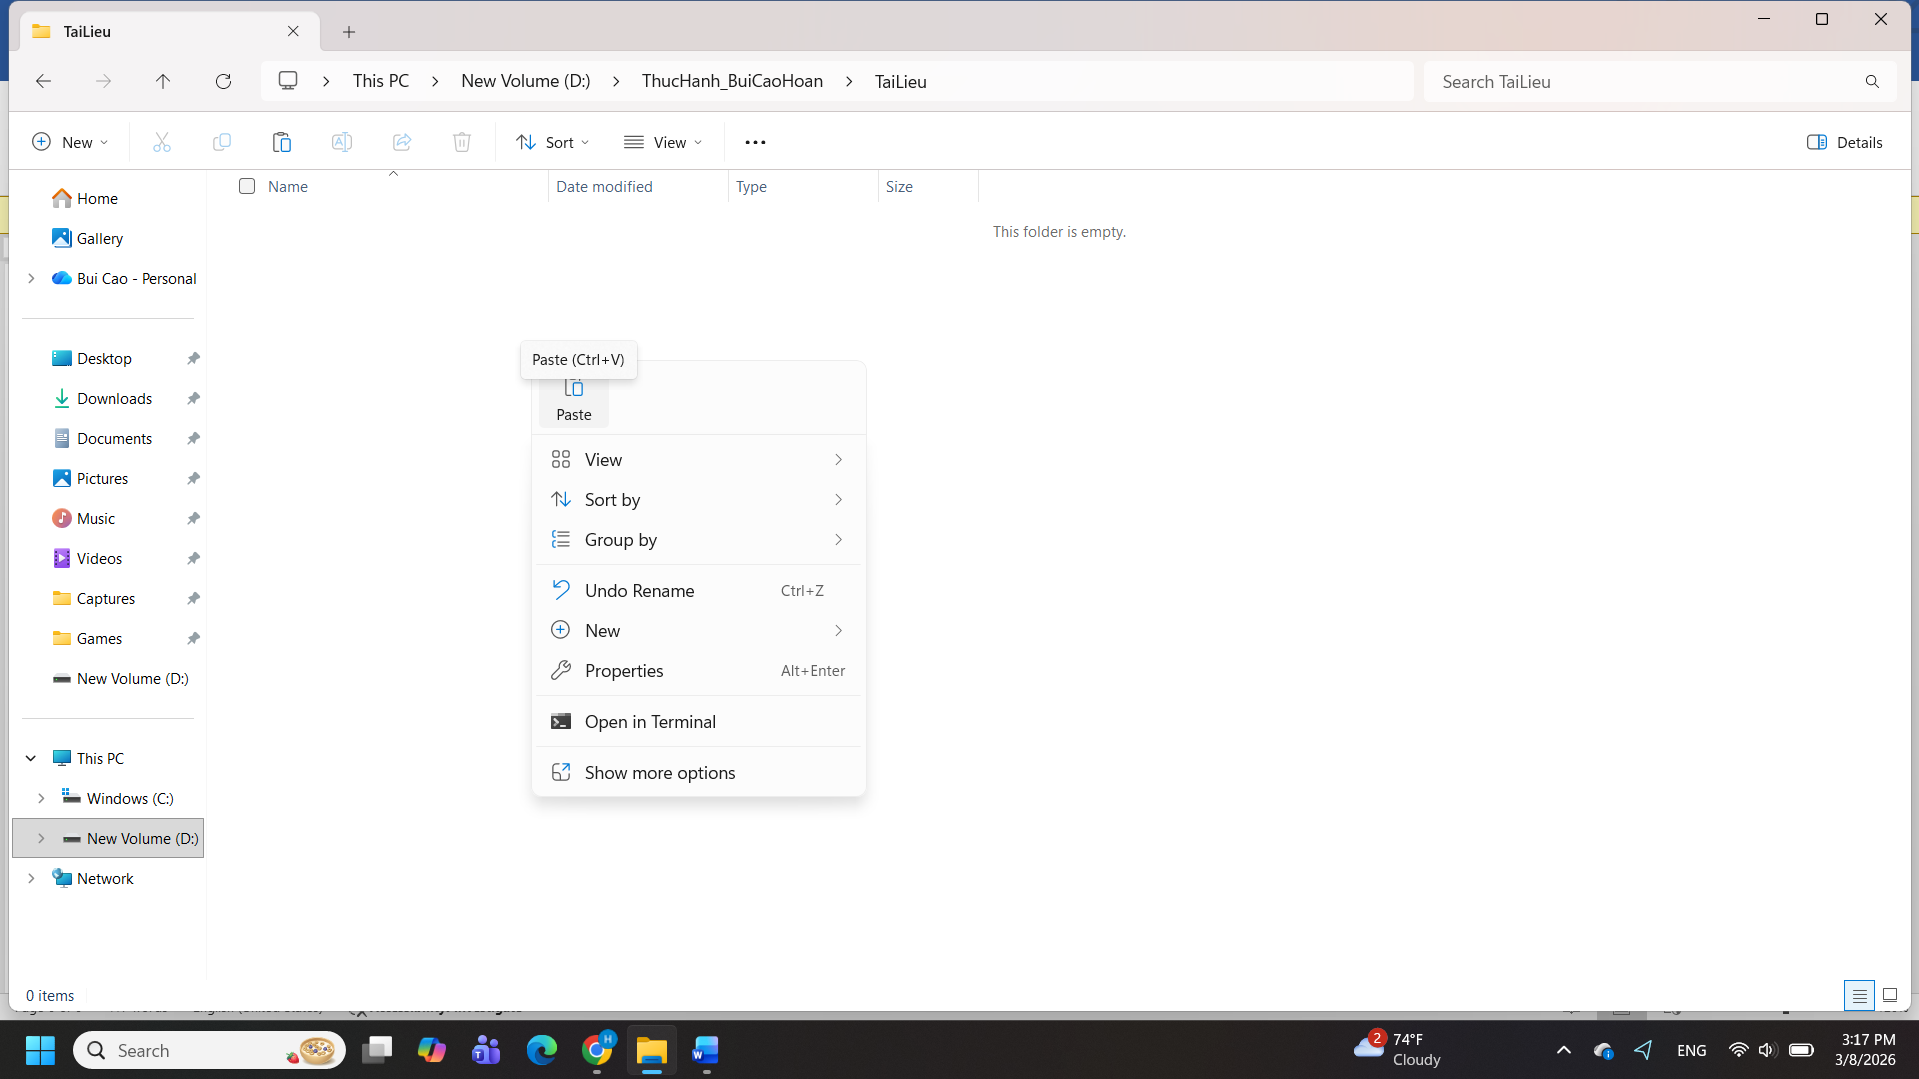 TaiLieu
This PC
New Volume (D:)
ThucHanh_BuiCaoHoan
TaiLieu
Search TaiLieu
New
Sort
View
Details
Name
Date modified
Type
Size
This folder is empty.
Home
Gallery
Bui Cao - Personal
Desktop
Downloads
Documents
Pictures
Music
Videos
Captures
Games
New Volume (D:)
This PC
Windows (C:)
New Volume (D:)
Network
Paste (Ctrl+V)
Paste
View
Sort by
Group by
Undo Rename Ctrl+Z
New
Properties Alt+Enter
Open in Terminal
Show more options
0 items
Search
H
W
2
74°F
Cloudy
ENG
3:17 PM
3/8/2026